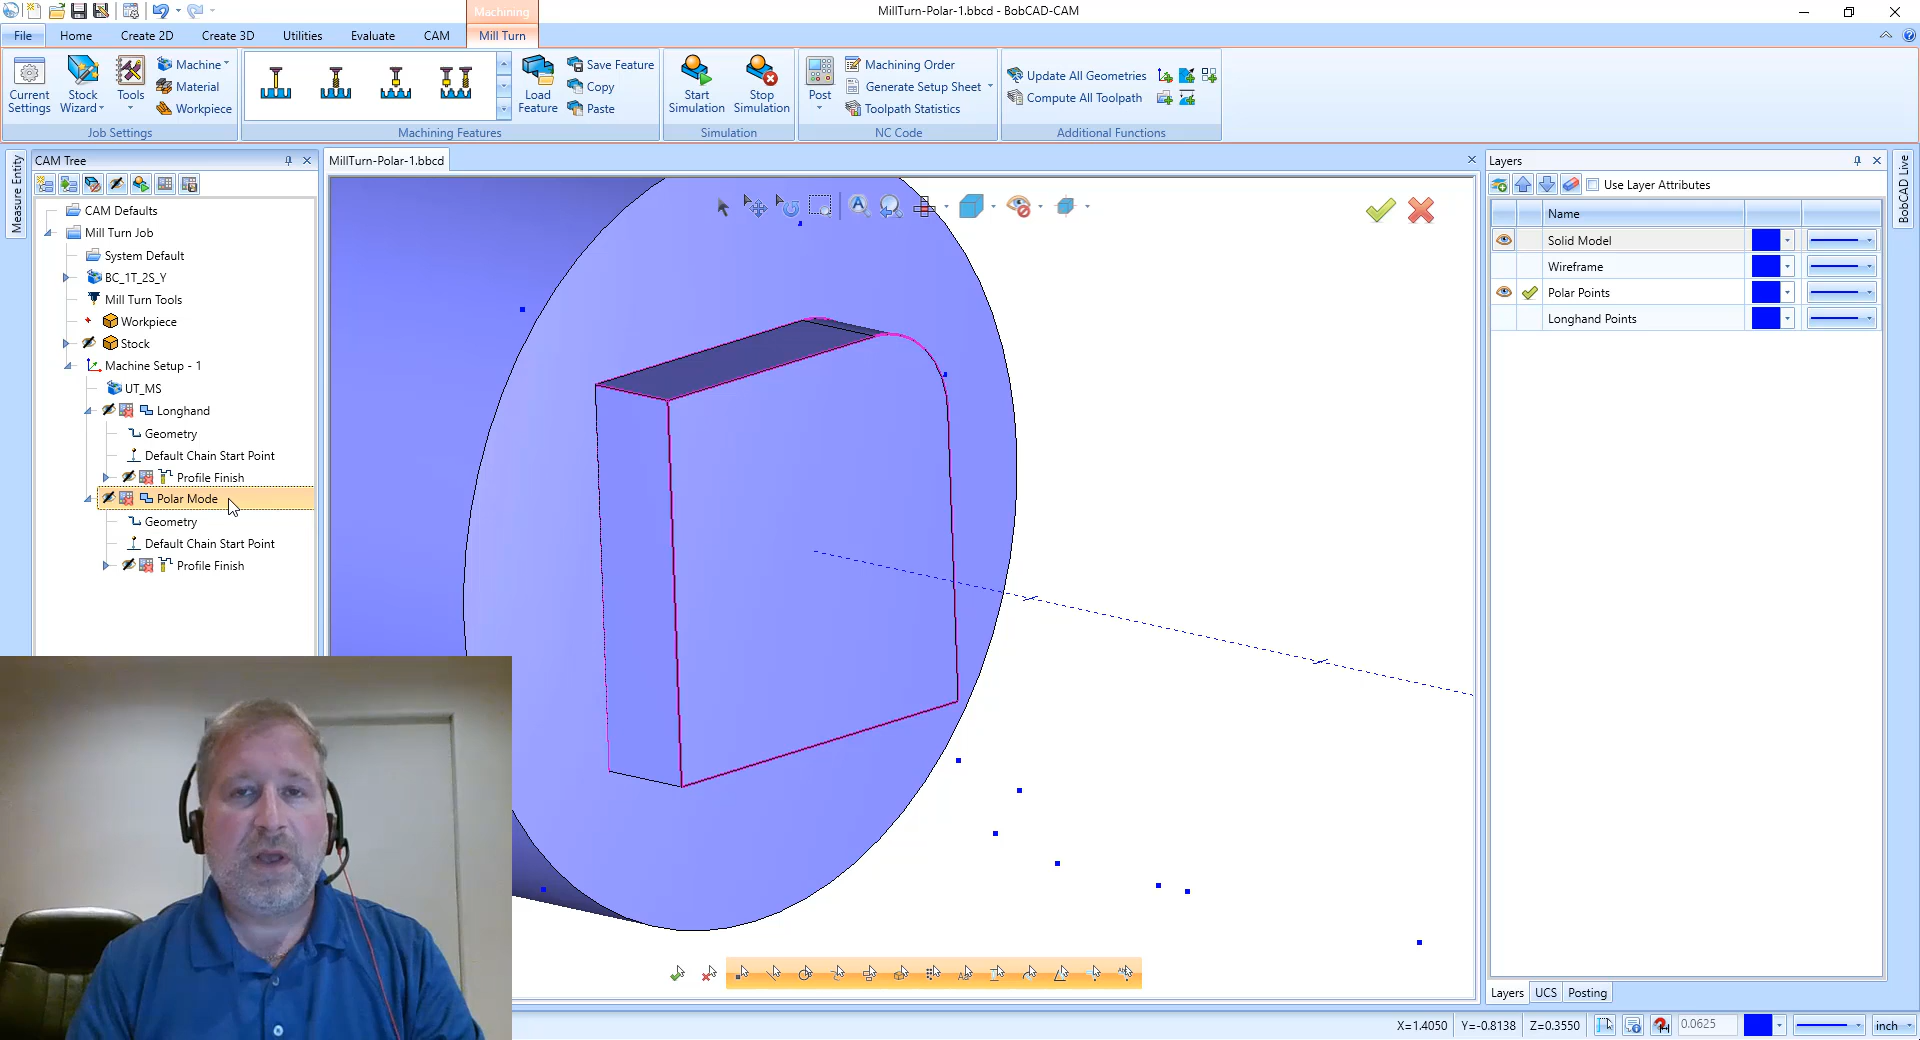 MillTurn-Polar-1.bbcd - BobCAD-CAM
Machining
File Home Create 2D Create 3D Utilities Evaluate CAM Mill Turn
Current Settings
Stock Wizard
Tools
Machine
Material
Workpiece
Job Settings
Load Feature
Save Feature
Copy
Paste
Machining Features
Start Simulation
Stop Simulation
Simulation
Post
Machining Order
Generate Setup Sheet
Toolpath Statistics
NC Code
Update All Geometries
Compute All Toolpath
Additional Functions
Measure Entity
CAM Tree
CAM Defaults
Mill Turn Job
System Default
BC_1T_2S_Y
Mill Turn Tools
Workpiece
Stock
Machine Setup - 1
UT_MS
Longhand
Geometry
Default Chain Start Point
Profile Finish
Polar Mode
Geometry
Default Chain Start Point
Profile Finish
MillTurn-Polar-1.bbcd
Layers
Use Layer Attributes
Name
Solid Model
Wireframe
Polar Points
Longhand Points
BobCAD Live
Layers UCS Posting
X=1.4050 Y=-0.8138 Z=0.3550 0.0625 inch